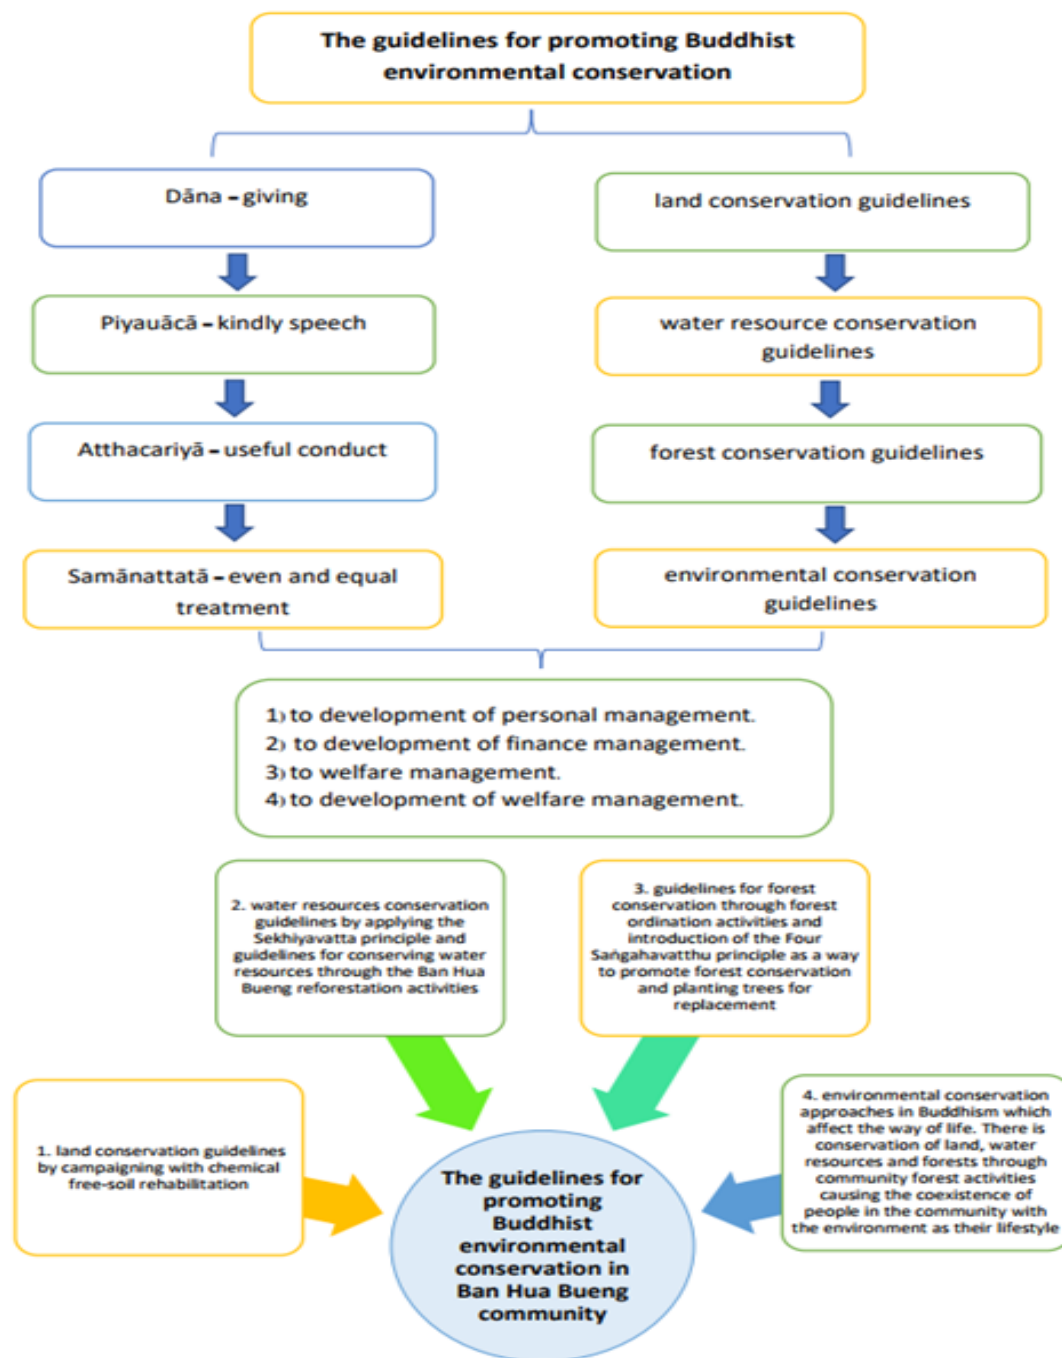 The guidelines for promoting Buddhist
environmental conservation
Dāna – giving
Piyauācā – kindly speech
Atthacariyā – useful conduct
Samānattatā – even and equal
treatment
land conservation guidelines
water resource conservation
guidelines
forest conservation guidelines
environmental conservation
guidelines
1) to development of personal management.
2) to development of finance management.
3) to welfare management.
4) to development of welfare management.
1. land conservation guidelines
by campaigning with chemical
free-soil rehabilitation
2. water resources conservation
guidelines by applying the
Sekhiyavatta principle and
guidelines for conserving water
resources through the Ban Hua
Bueng reforestation activities
3. guidelines for forest
conservation through forest
ordination activities and
introduction of the Four
Saṅgahavatthu principle as a way
to promote forest conservation
and planting trees for
replacement
4. environmental conservation
approaches in Buddhism which
affect the way of life. There is
conservation of land, water
resources and forests through
community forest activities
causing the coexistence of
people in the community with
the environment as their lifestyle
The guidelines for
promoting
Buddhist
environmental
conservation in
Ban Hua Bueng
community